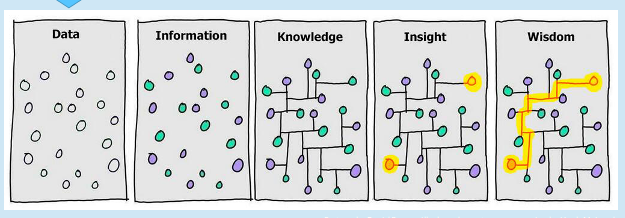 Data
Information
Knowledge
Insight
Wisdom